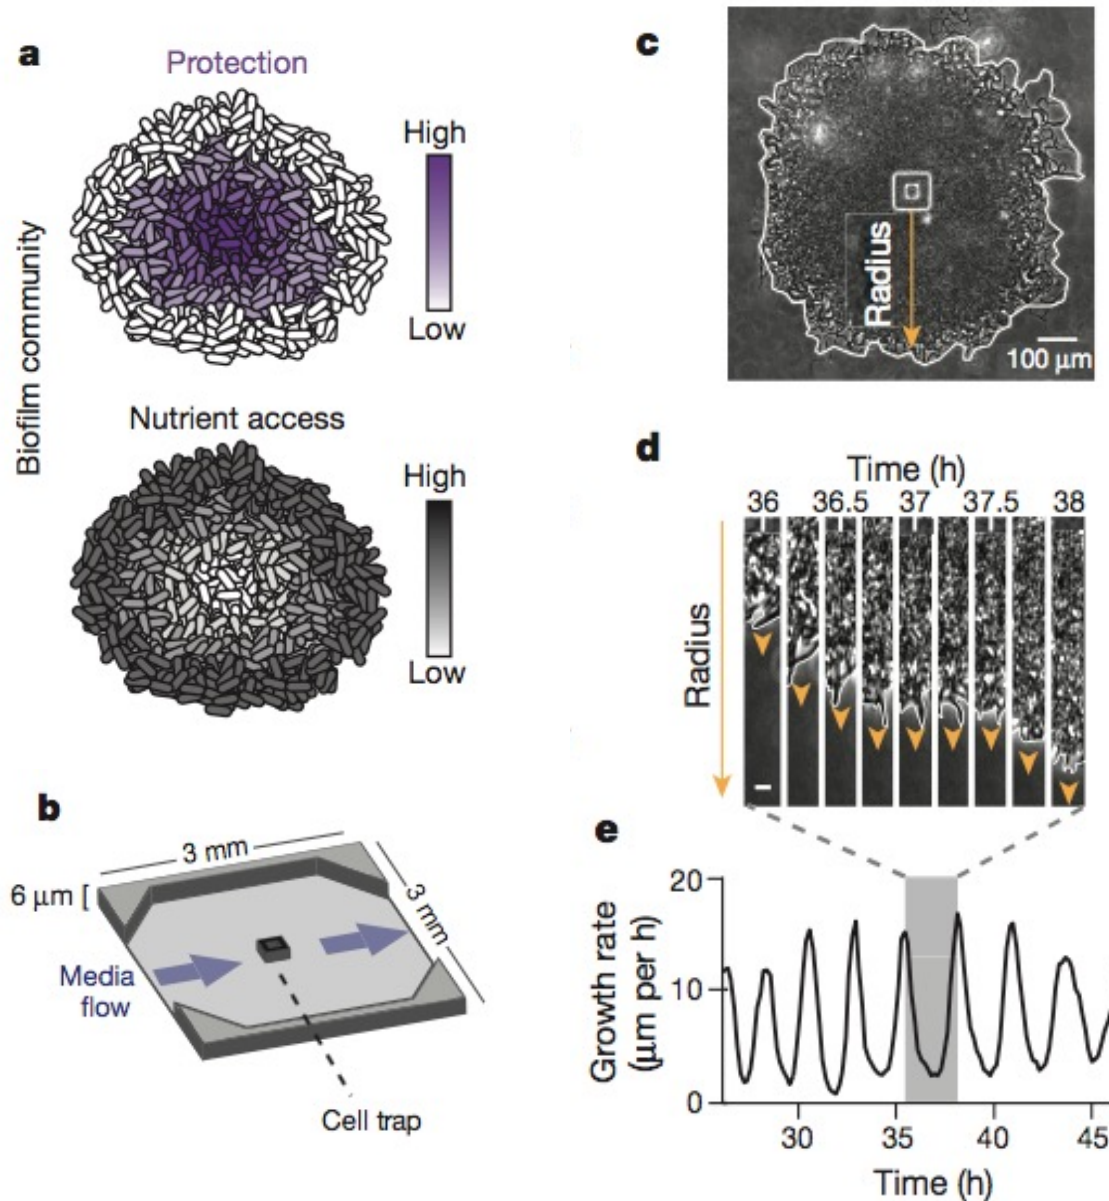 a
Protection
High
Low
Biofilm community
Nutrient access
High
Low
b
3 mm
6 μm [
3 mm
Media
flow
Cell trap
c
Radius
100 μm
d
Time (h)
36 36.5 37 37.5 38
Radius
e
20
10
0
Growth rate
(μm per h)
30 35 40 45
Time (h)